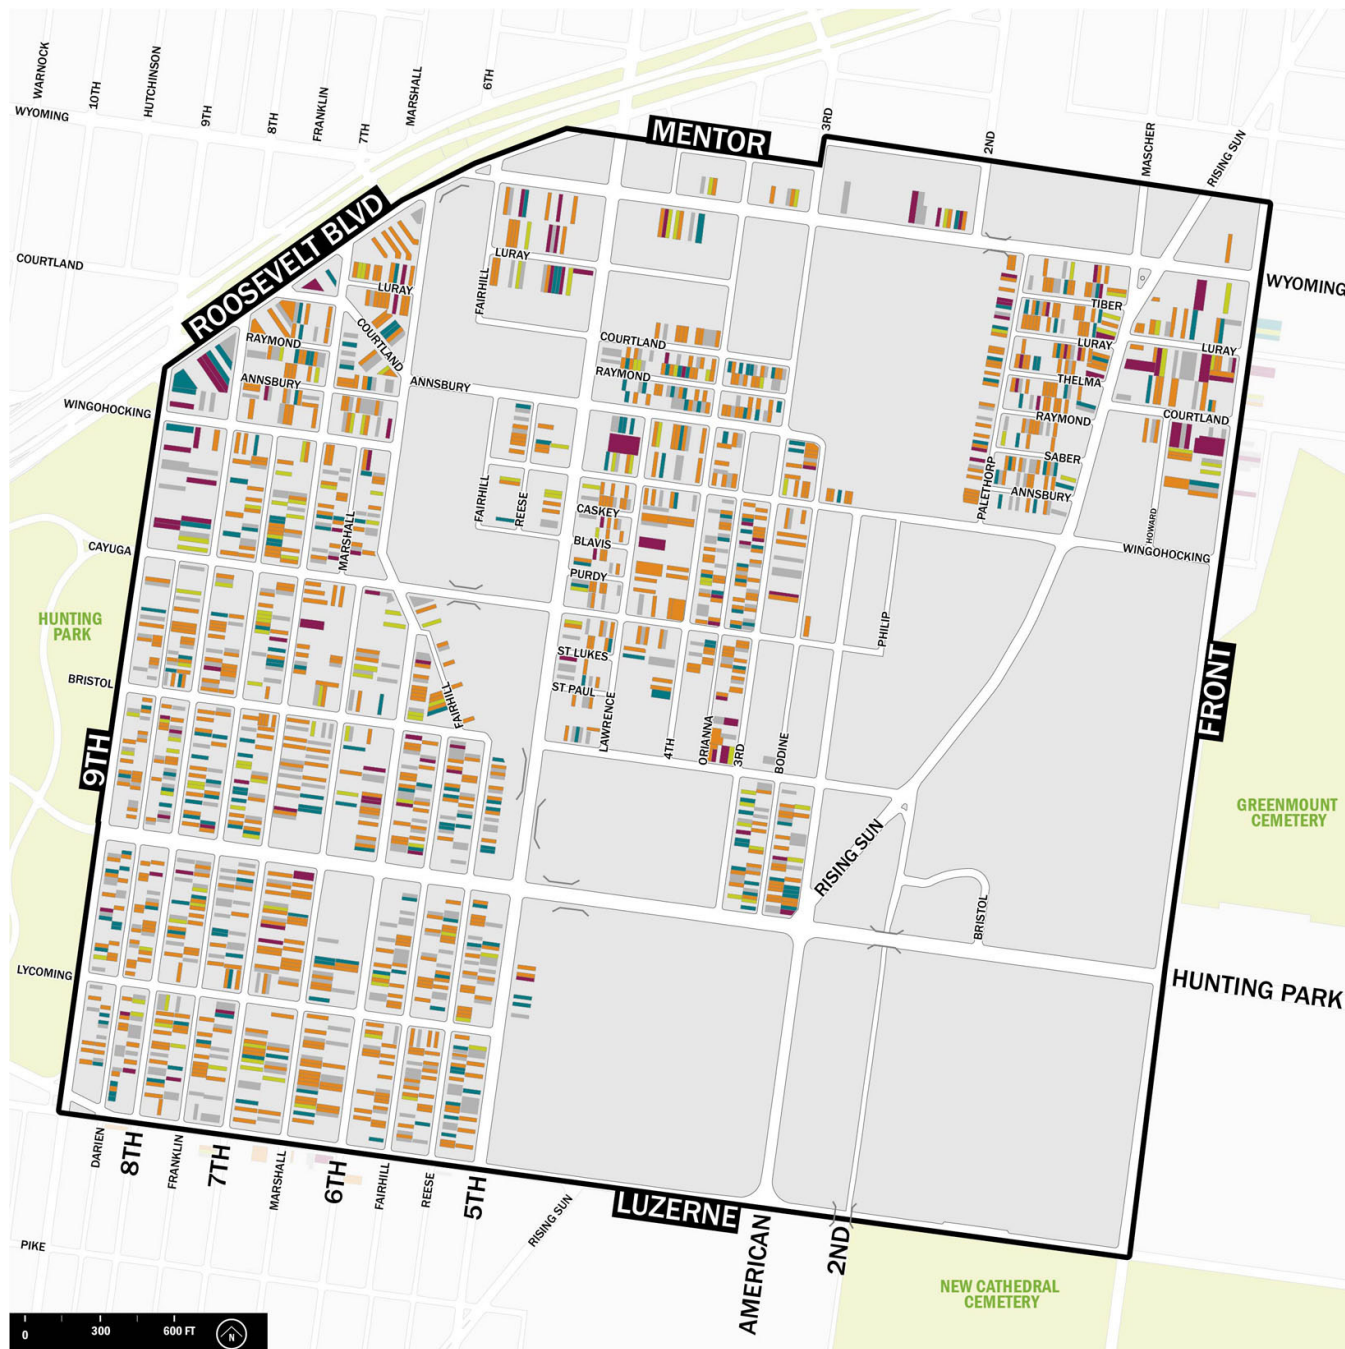 WARNOCK
10TH
HUTCHINSON
9TH
8TH
FRANKLIN
7TH
MARSHALL
6TH
WYOMING
MENTOR
3RD
2ND
MASCHER
RISING SUN
ROOSEVELT BLVD
COURTLAND
LURAY
LURAY
FAIRHILL
WYOMING
TIBER
LURAY
LURAY
RAYMOND
COURTLAND
COURTLAND
RAYMOND
THELMA
ANNSBURY
ANNSBURY
WINGOHOCKING
RAYMOND
COURTLAND
SABER
ANNSBURY
PALETHORP
FAIRHILL
REESE
CASKEY
MARSHALL
BLAVIS
HOWARD
WINGOHOCKING
CAYUGA
PURDY
HUNTING
PARK
PHILIP
ST LUKES
BRISTOL
ST PAUL
FAIRHILL
LAWRENCE
4TH
ORIANNA
3RD
BODINE
FRONT
9TH
GREENMOUNT
CEMETERY
RISING SUN
BRISTOL
LYCOMING
HUNTING PARK
DARIEN
8TH
FRANKLIN
7TH
MARSHALL
6TH
FAIRHILL
REESE
5TH
RISING SUN
LUZERNE
AMERICAN
2ND
PIKE
NEW CATHEDRAL
CEMETERY
0 300 600 FT
N